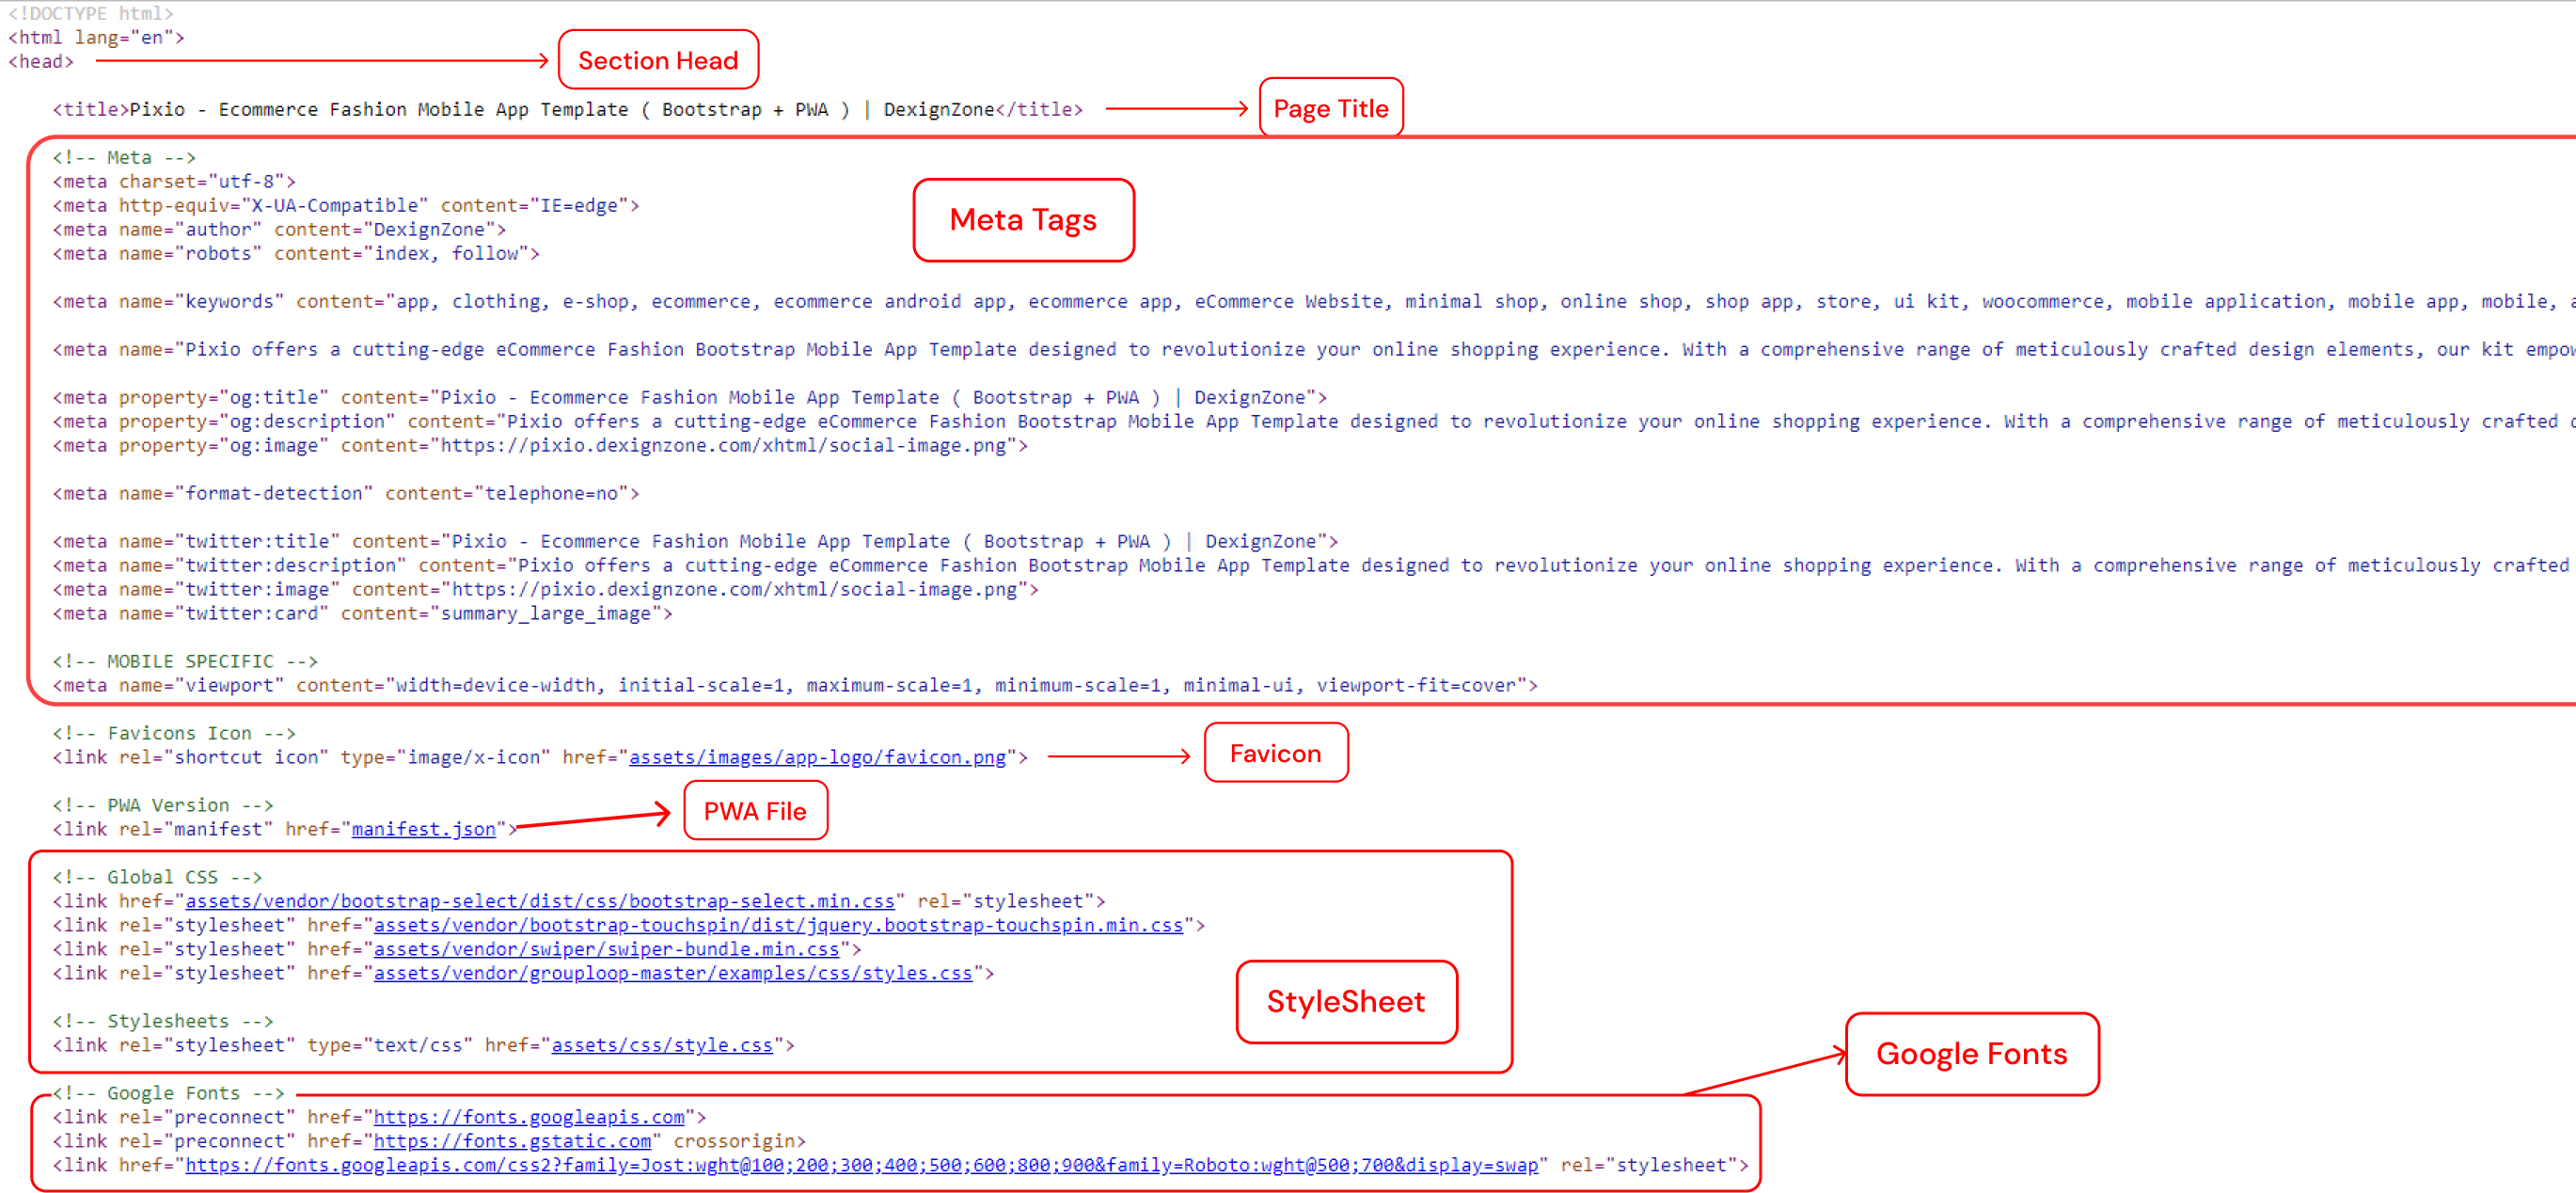 <!DOCTYPE html>
<html lang="en">
<head>
Section Head
<title>Pixio - Ecommerce Fashion Mobile App Template ( Bootstrap + PWA ) | DexignZone</title>
Page Title
<!-- Meta -->
<meta charset="utf-8">
<meta http-equiv="X-UA-Compatible" content="IE=edge">
<meta name="author" content="DexignZone">
<meta name="robots" content="index, follow">
Meta Tags
<meta name="keywords" content="app, clothing, e-shop, ecommerce, ecommerce android app, ecommerce app, eCommerce Website, minimal shop, online shop, shop app, store, ui kit, woocommerce, mobile application, mobile app, mobile,
<meta name="Pixio offers a cutting-edge eCommerce Fashion Bootstrap Mobile App Template designed to revolutionize your online shopping experience. With a comprehensive range of meticulously crafted design elements, our kit
<meta property="og:title" content="Pixio - Ecommerce Fashion Mobile App Template ( Bootstrap + PWA ) | DexignZone">
<meta property="og:description" content="Pixio offers a cutting-edge eCommerce Fashion Bootstrap Mobile App Template designed to revolutionize your online shopping experience. With a comprehensive range of meticulously crafted
<meta property="og:image" content="https://pixio.dexignzone.com/xhtml/social-image.png">
<meta name="format-detection" content="telephone=no">
<meta name="twitter:title" content="Pixio - Ecommerce Fashion Mobile App Template ( Bootstrap + PWA ) | DexignZone">
<meta name="twitter:description" content="Pixio offers a cutting-edge eCommerce Fashion Bootstrap Mobile App Template designed to revolutionize your online shopping experience. With a comprehensive range of meticulously crafted
<meta name="twitter:image" content="https://pixio.dexignzone.com/xhtml/social-image.png">
<meta name="twitter:card" content="summary_large_image">
<!-- MOBILE SPECIFIC -->
<meta name="viewport" content="width=device-width, initial-scale=1, maximum-scale=1, minimum-scale=1, minimal-ui, viewport-fit=cover">
<!-- Favicons Icon -->
<link rel="shortcut icon" type="image/x-icon" href="assets/images/app-logo/favicon.png">
Favicon
<!-- PWA Version -->
<link rel="manifest" href="manifest.json">
PWA File
<!-- Global CSS -->
<link href="assets/vendor/bootstrap-select/dist/css/bootstrap-select.min.css" rel="stylesheet">
<link rel="stylesheet" href="assets/vendor/bootstrap-touchspin/dist/jquery.bootstrap-touchspin.min.css">
<link rel="stylesheet" href="assets/vendor/swiper/swiper-bundle.min.css">
<link rel="stylesheet" href="assets/vendor/grouploop-master/examples/css/styles.css">
StyleSheet
<!-- Stylesheets -->
<link rel="stylesheet" type="text/css" href="assets/css/style.css">
Google Fonts
<!-- Google Fonts -->
<link rel="preconnect" href="https://fonts.googleapis.com">
<link rel="preconnect" href="https://fonts.gstatic.com" crossorigin>
<link href="https://fonts.googleapis.com/css2?family=Jost:wght@100;200;300;400;500;600;800;900&family=Roboto:wght@500;700&display=swap" rel="stylesheet">